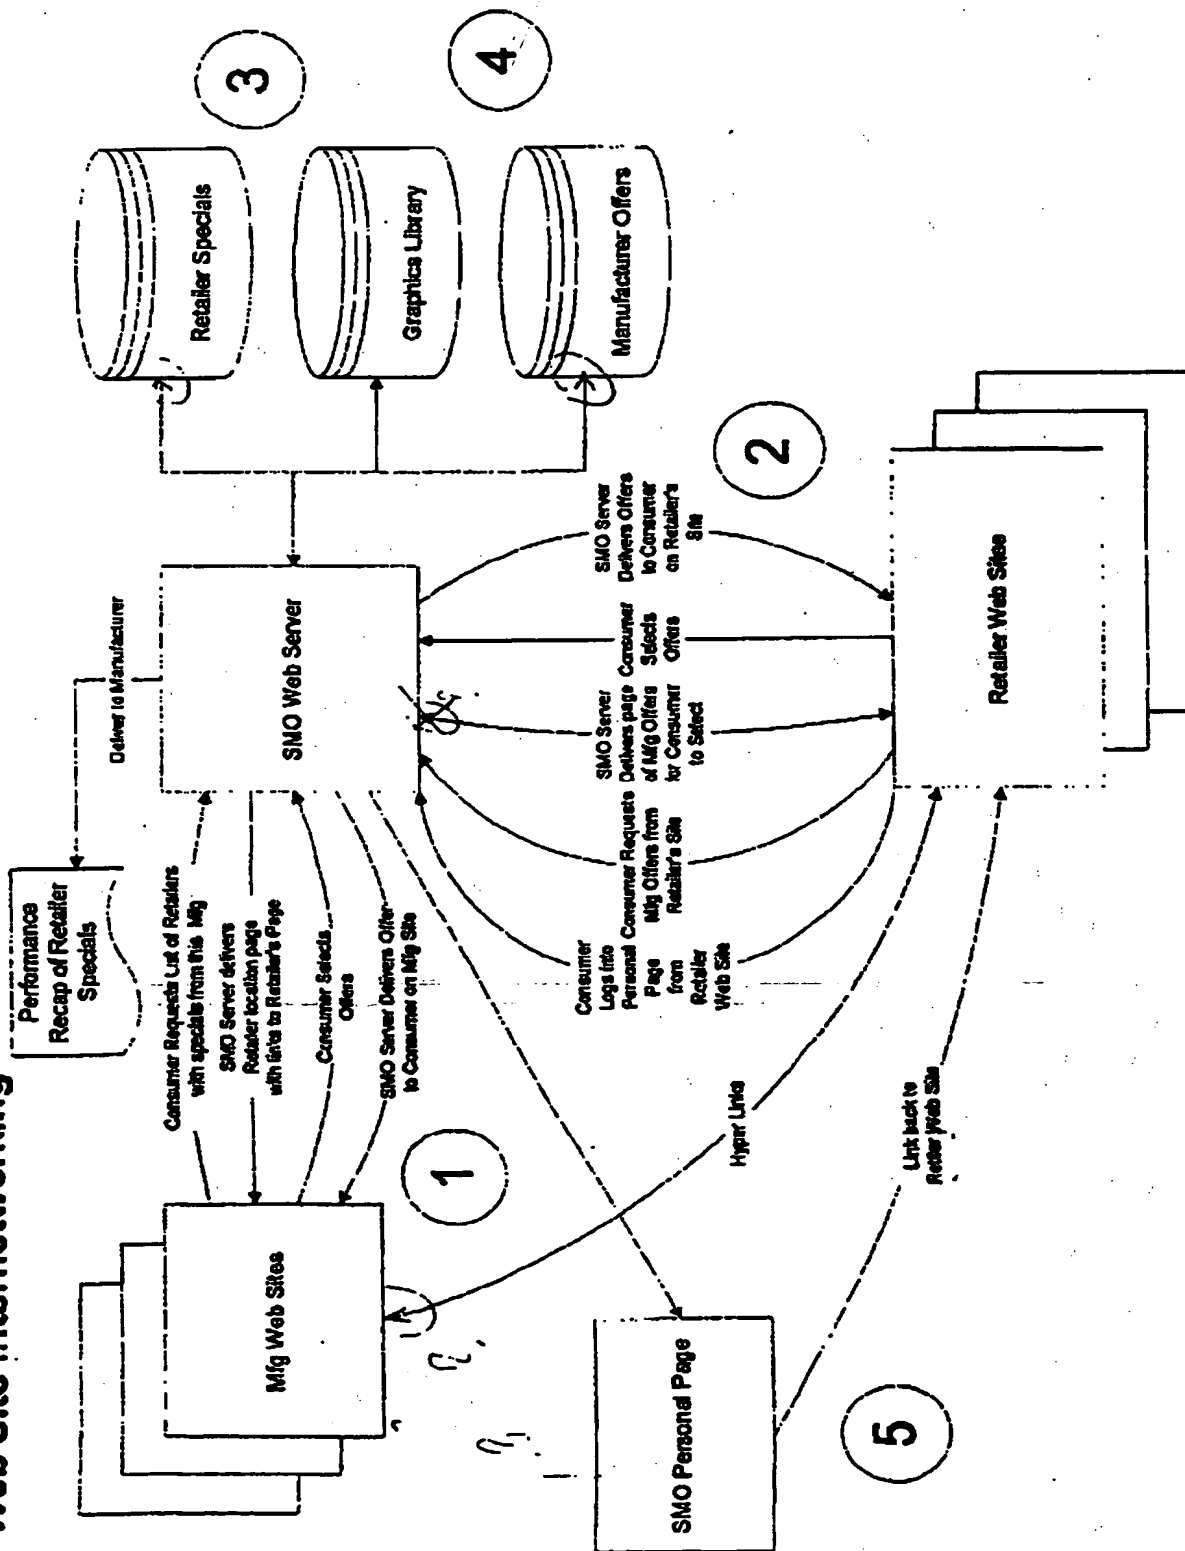 Web Site Internetworking
Performance
Recap of Retailer
Specials
Deliver to Manufacturer
Consumer Requests List of Retailers
with specials from this Mfg
SMO Server delivers
Retailer location page
with links to Retailer's Page
Consumer Selects
Offers
SMO Server Delivers Offer
to Consumer on Mfg Site
Mfg Web Sites
1
SMO Web Server
Retailer Specials
3
Graphics Library
4
Manufacturer Offers
Consumer
Logs into
Personal
Page
from
Retailer
Web Site
Consumer Requests
Mfg Offers from
Retailer's Site
SMO Server
Delivers page
of Mfg Offers
for Consumer
to Select
Consumer
Selects
Offers
SMO Server
Delivers Offers
to Consumer
on Retailer's
Site
2
Hyper Links
SMO Personal Page
5
Link back to
Retailer Web Site
Retailer Web Sites